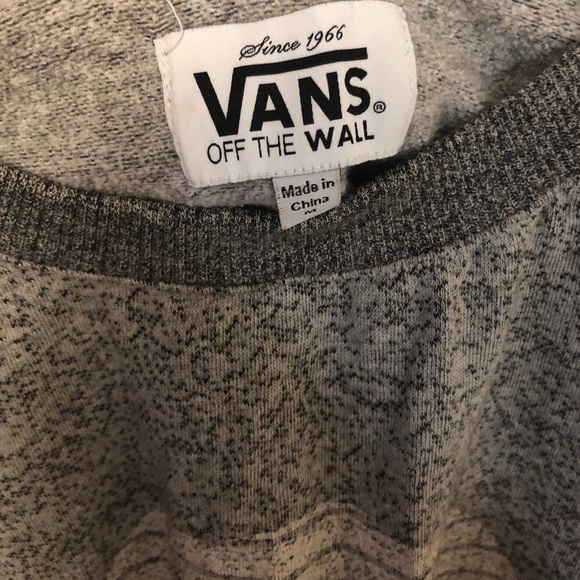 Since 1966
VANS®
OFF THE WALL
Made in
China
M